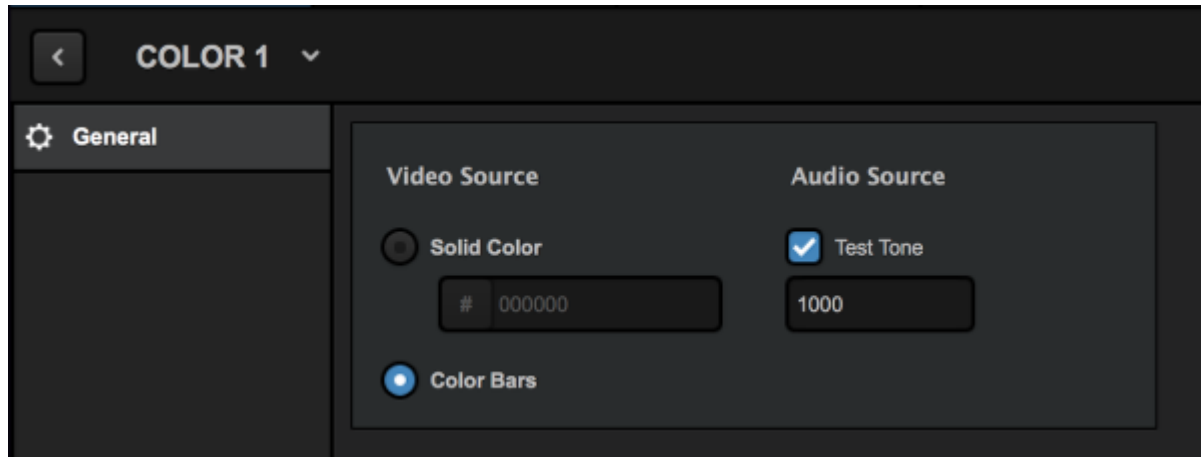 COLOR 1
General
Video Source
Audio Source
Solid Color
Test Tone
# 000000
1000
Color Bars